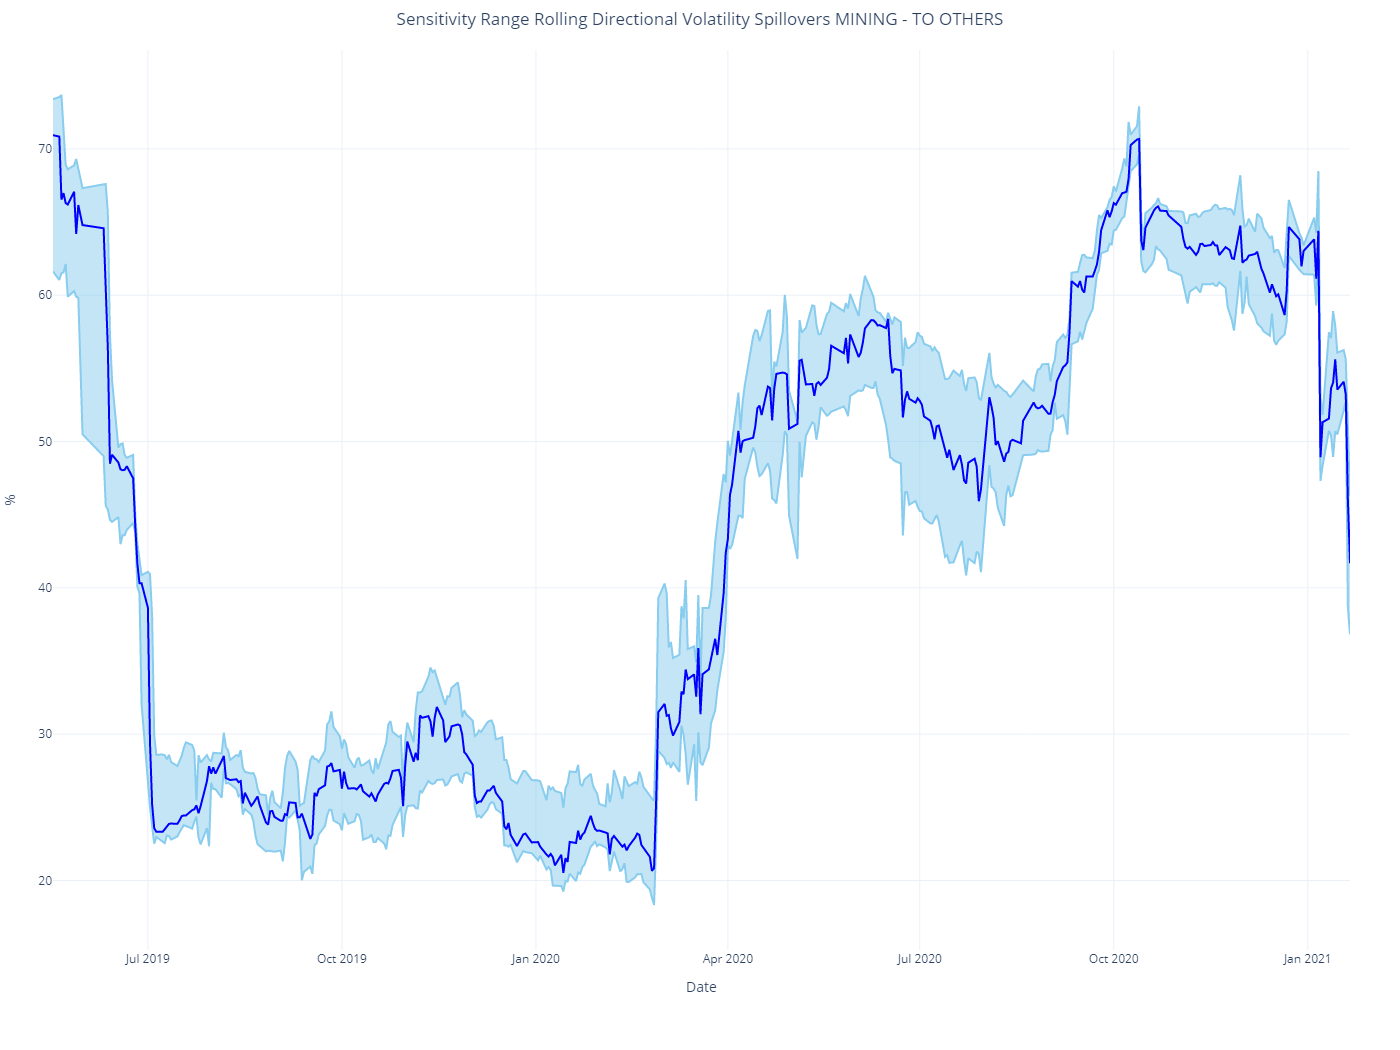 Sensitivity Range Rolling Directional Volatility Spillovers MINING - TO OTHERS
70
60
50
40
30
20
%
Jul 2019
Oct 2019
Jan 2020
Apr 2020
Jul 2020
Oct 2020
Jan 2021
Date